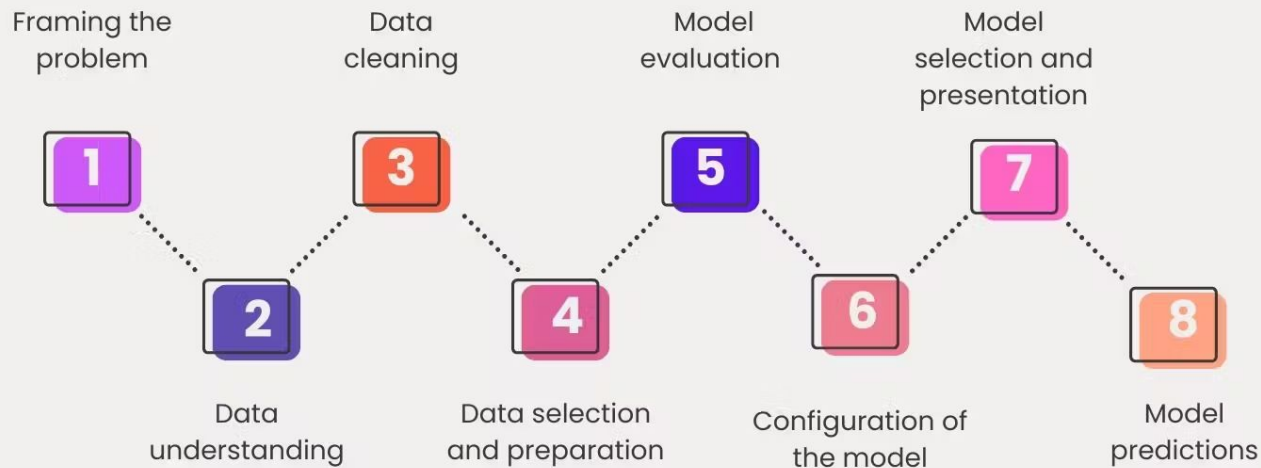 Framing the
problem
1
Data
understanding
2
Data
cleaning
3
Data selection
and preparation
4
Model
evaluation
5
Configuration of
the model
6
Model
selection and
presentation
7
Model
predictions
8